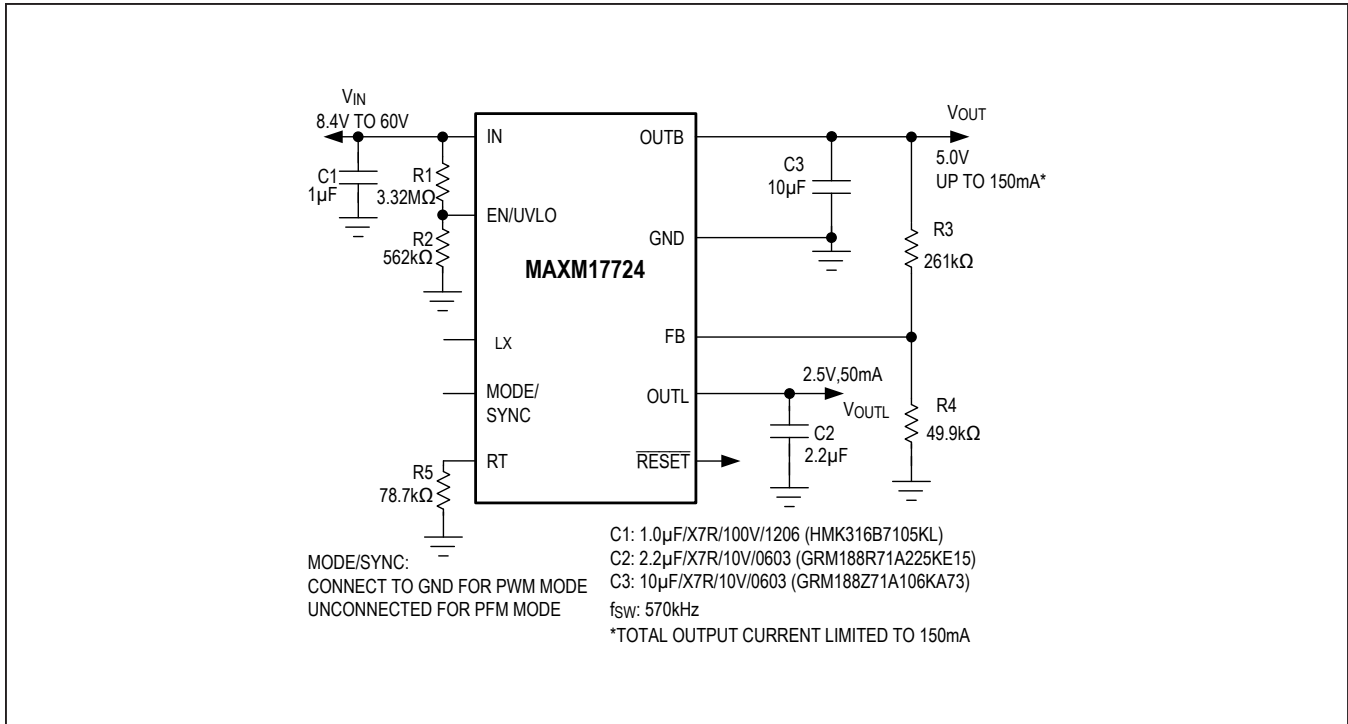 VIN
8.4V TO 60V
C1
1µF
R1
3.32MΩ
R2
562kΩ
IN
EN/UVLO
LX
MODE/
SYNC
RT
R5
78.7kΩ
MAXM17724
OUTB
GND
FB
OUTL
RESET
C3
10µF
VOUT
5.0V
UP TO 150mA*
R3
261kΩ
2.5V,50mA
VOUTL
C2
2.2µF
R4
49.9kΩ
MODE/SYNC:
CONNECT TO GND FOR PWM MODE
UNCONNECTED FOR PFM MODE
C1: 1.0µF/X7R/100V/1206 (HMK316B7105KL)
C2: 2.2µF/X7R/10V/0603 (GRM188R71A225KE15)
C3: 10µF/X7R/10V/0603 (GRM188Z71A106KA73)
fSW: 570kHz
*TOTAL OUTPUT CURRENT LIMITED TO 150mA